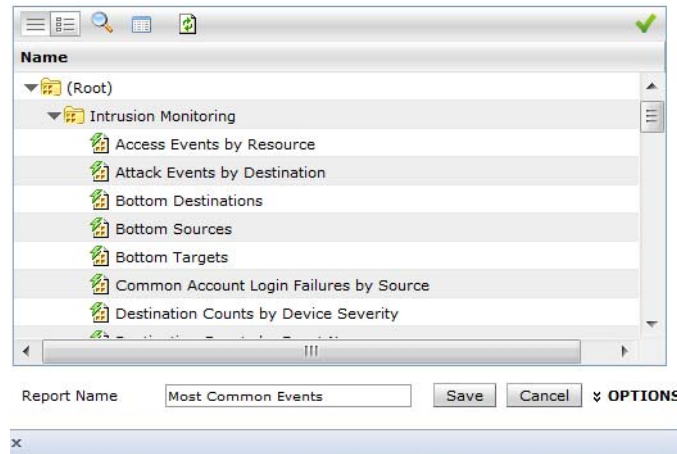 Name
(Root)
Intrusion Monitoring
Access Events by Resource
Attack Events by Destination
Bottom Destinations
Bottom Sources
Bottom Targets
Common Account Login Failures by Source
Destination Counts by Device Severity
Report Name Most Common Events Save Cancel OPTIONS
x